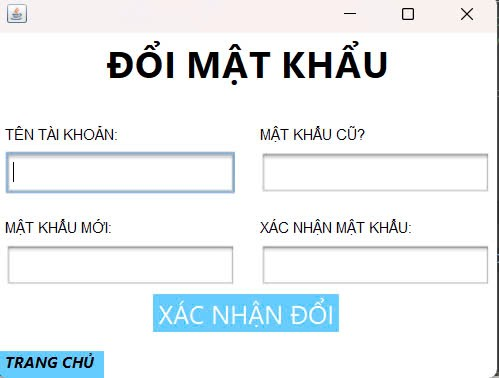 ĐỔI MẬT KHẨU
TÊN TÀI KHOẢN:
MẬT KHẨU CŨ?
MẬT KHẨU MỚI:
XÁC NHẬN MẬT KHẨU:
XÁC NHẬN ĐỔI
TRANG CHỦ